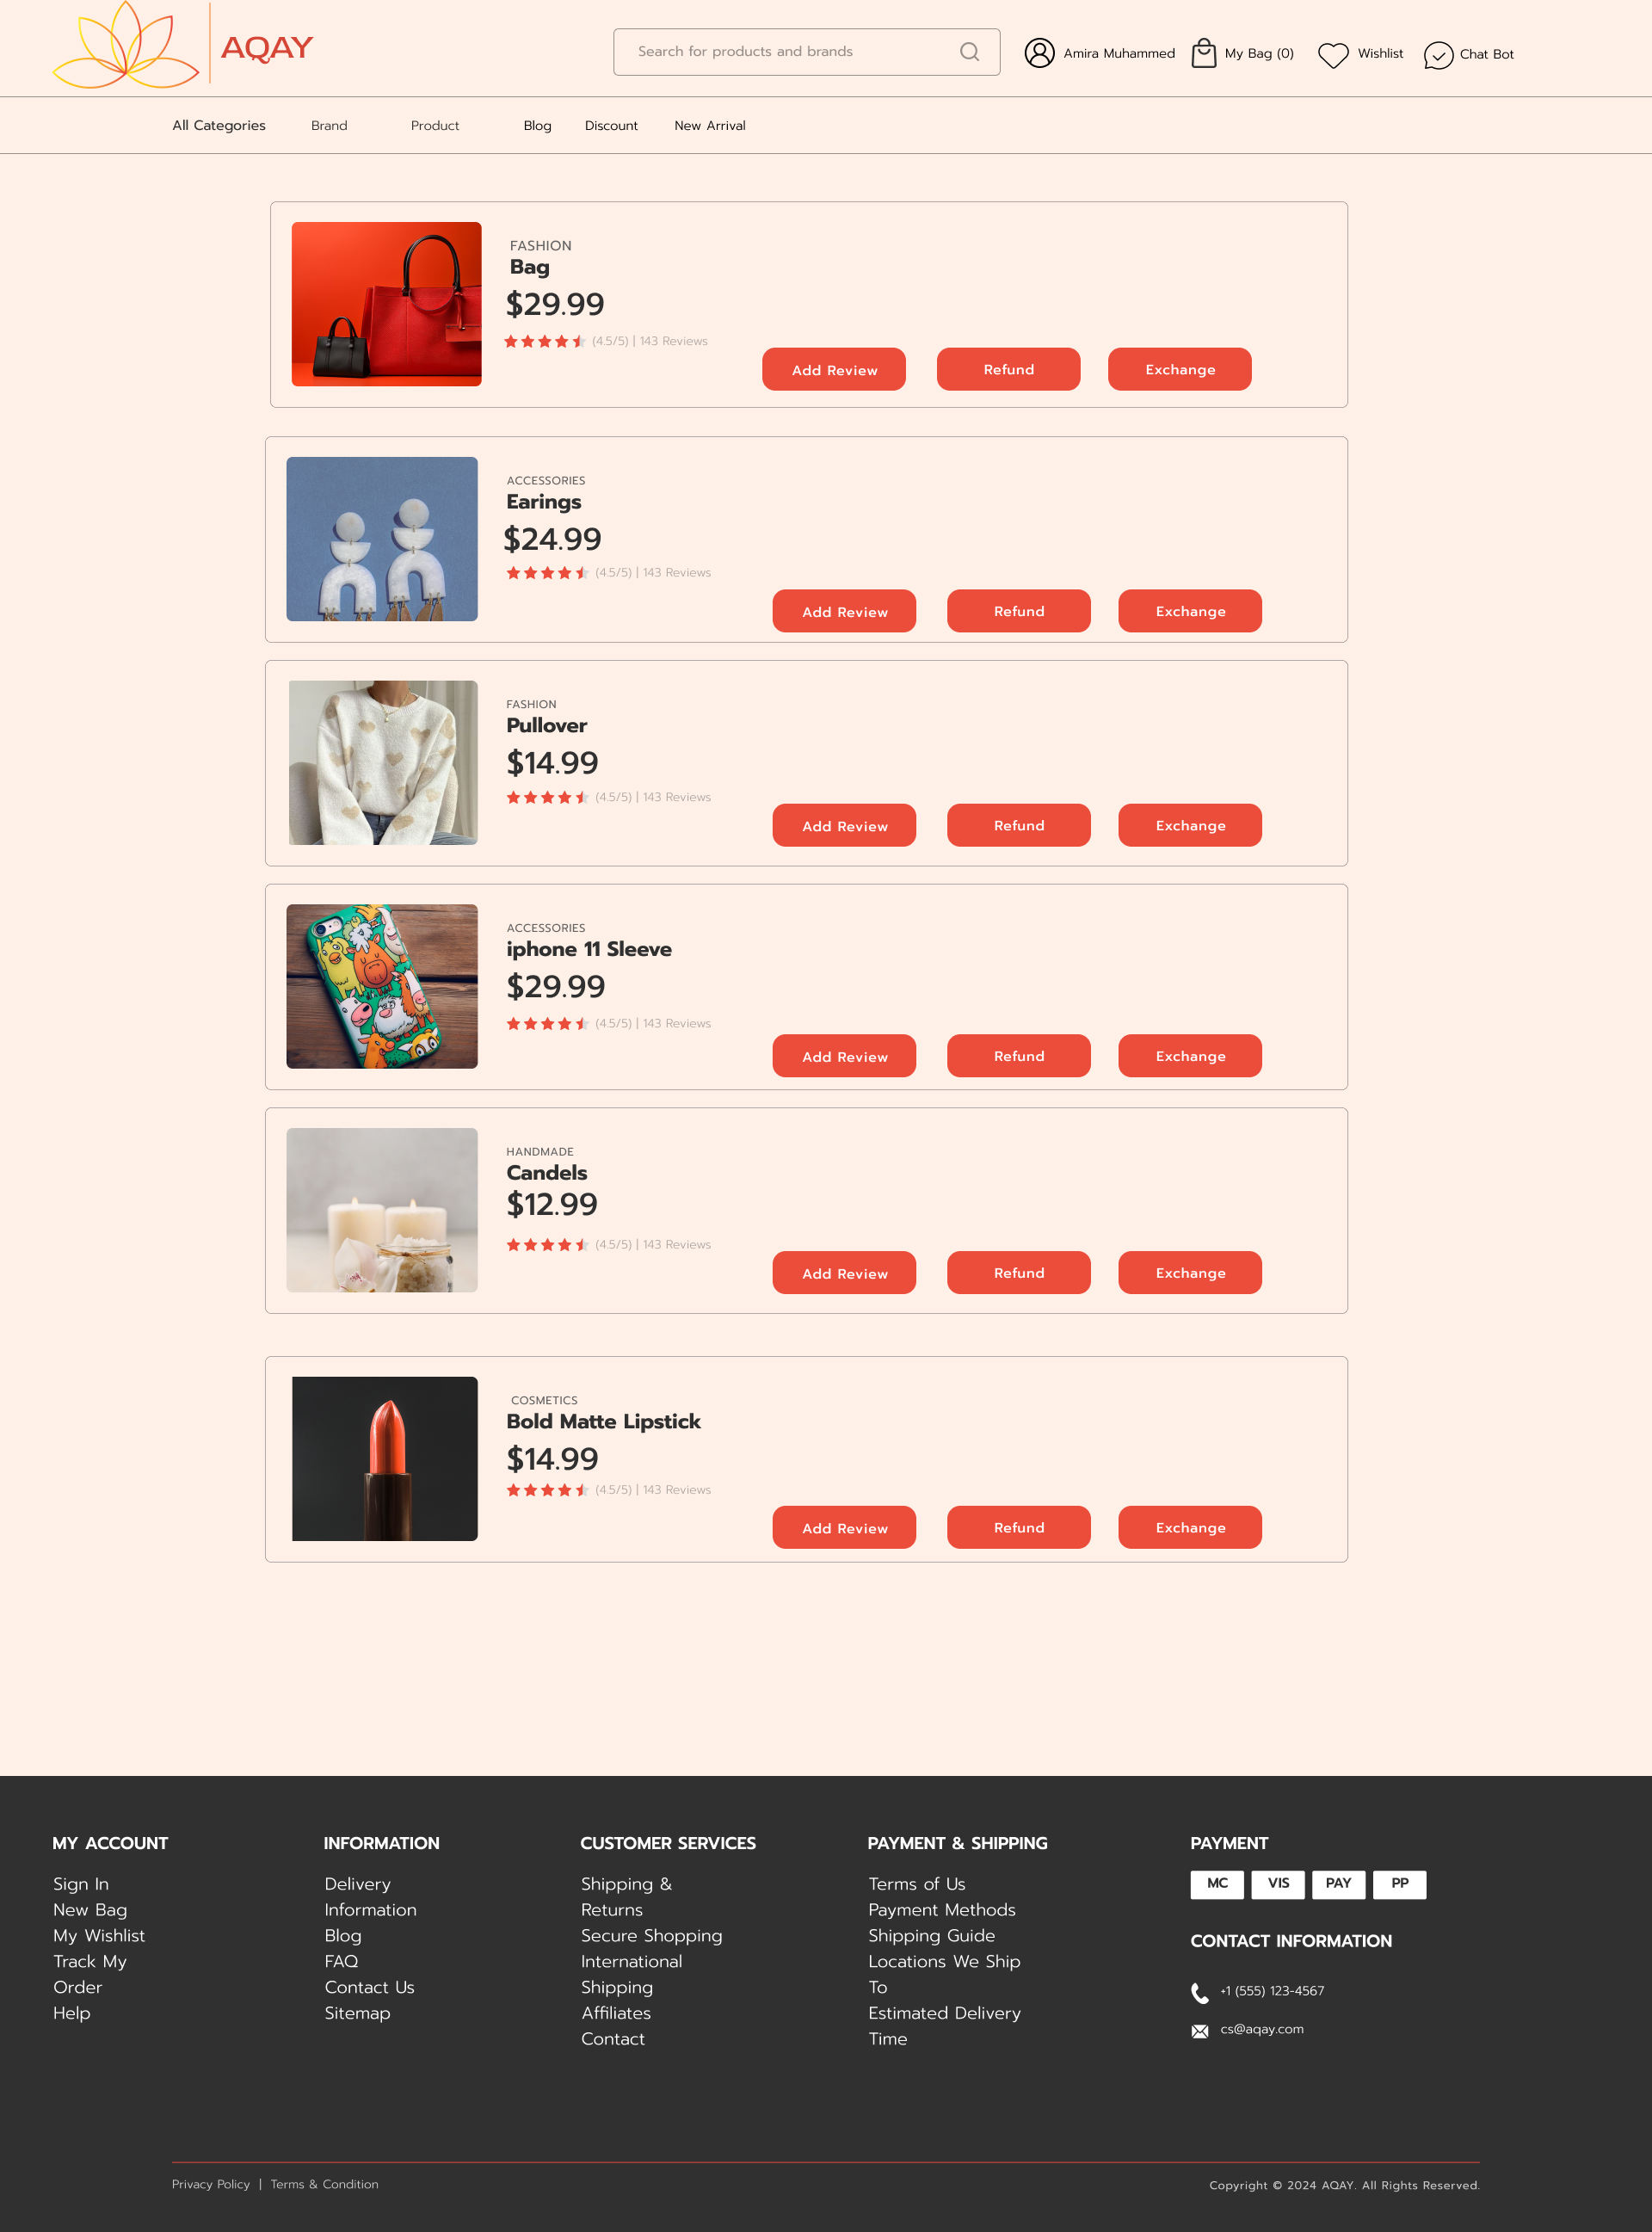 AQAY
Search for products and brands
Amira Muhammed
My Bag (0)
Wishlist
Chat Bot
All Categories
Brand
Product
Blog
Discount
New Arrival
FASHION
Bag
$29.99
(4.5/5) | 143 Reviews
Add Review
Refund
Exchange
ACCESSORIES
Earings
$24.99
(4.5/5) | 143 Reviews
Add Review
Refund
Exchange
FASHION
Pullover
$14.99
(4.5/5) | 143 Reviews
Add Review
Refund
Exchange
ACCESSORIES
iphone 11 Sleeve
$29.99
(4.5/5) | 143 Reviews
Add Review
Refund
Exchange
HANDMADE
Candels
$12.99
(4.5/5) | 143 Reviews
Add Review
Refund
Exchange
COSMETICS
Bold Matte Lipstick
$14.99
(4.5/5) | 143 Reviews
Add Review
Refund
Exchange
MY ACCOUNT
Sign In
New Bag
My Wishlist
Track My
Order
Help
INFORMATION
Delivery
Information
Blog
FAQ
Contact Us
Sitemap
CUSTOMER SERVICES
Shipping &
Returns
Secure Shopping
International
Shipping
Affiliates
Contact
PAYMENT & SHIPPING
Terms of Us
Payment Methods
Shipping Guide
Locations We Ship
To
Estimated Delivery
Time
PAYMENT
MC
VIS
PAY
PP
CONTACT INFORMATION
+1 (555) 123-4567
cs@aqay.com
Privacy Policy | Terms & Condition
Copyright © 2024 AQAY. All Rights Reserved.